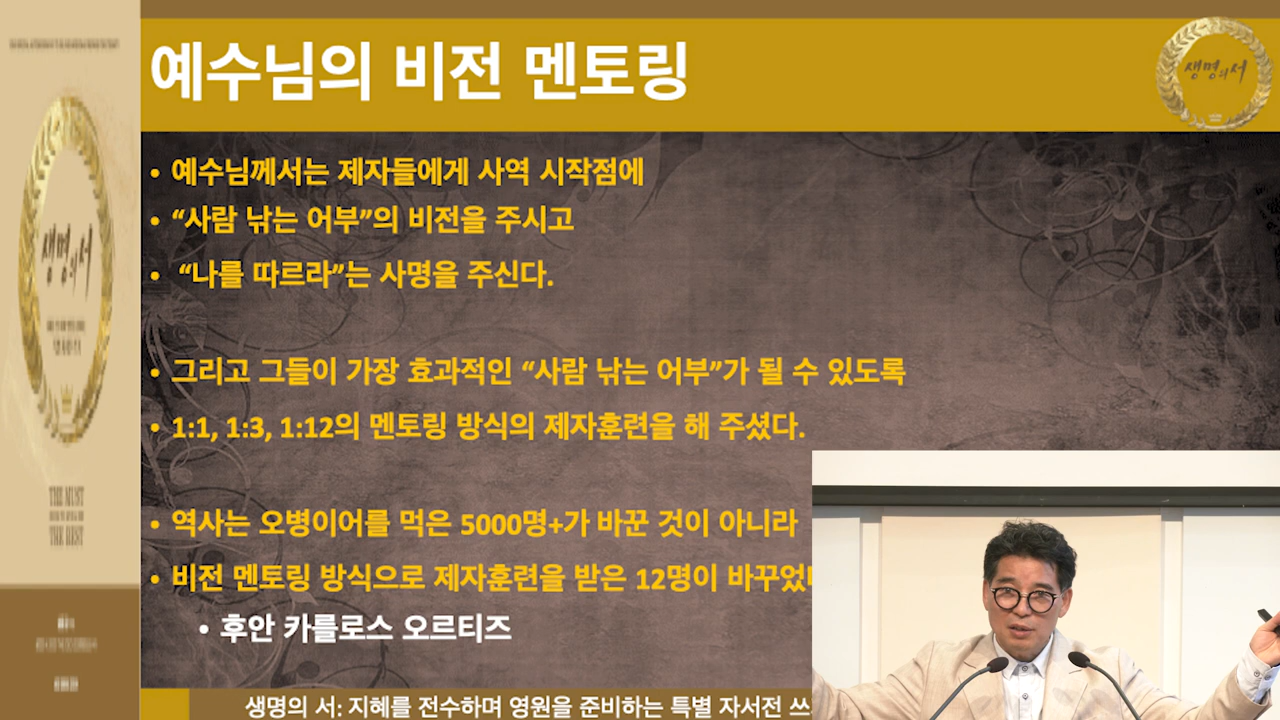 예수님의 비전 멘토링
생명의서
• 예수님께서는 제자들에게 사역 시작점에
• “사람 낚는 어부”의 비전을 주시고
• “나를 따르라”는 사명을 주신다.
생명의서
• 그리고 그들이 가장 효과적인 “사람 낚는 어부”가 될 수 있도록
• 1:1, 1:3, 1:12의 멘토링 방식의 제자훈련을 해 주셨다.
THE MUST
THE BEST
• 역사는 오병이어를 먹은 5000명+가 바꾼 것이 아니라
• 비전 멘토링 방식으로 제자훈련을 받은 12명이 바꾸었
• 후안 카를로스 오르티즈
생명의 서: 지혜를 전수하며 영원을 준비하는 특별 자서전 쓰